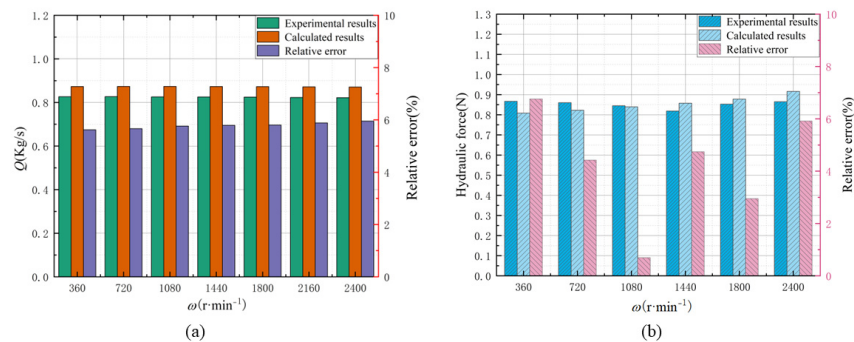 1.2
1.0
0.8
0.6
0.4
0.2
0.0
Q(Kg/s)
Experimental results
Calculated results
Relative error
10
8
6
4
2
0
Relative error(%)
360 720 1080 1440 1800 2160 2400
ω(r·min⁻¹)
(a)
1.3
1.2
1.1
1.0
0.9
0.8
0.7
0.6
0.5
0.4
0.3
0.2
0.1
0.0
Hydraulic force(N)
Experimental results
Calculated results
Relative error
10
8
6
4
2
0
Relative error(%)
360 720 1080 1440 1800 2400
ω(r·min⁻¹)
(b)